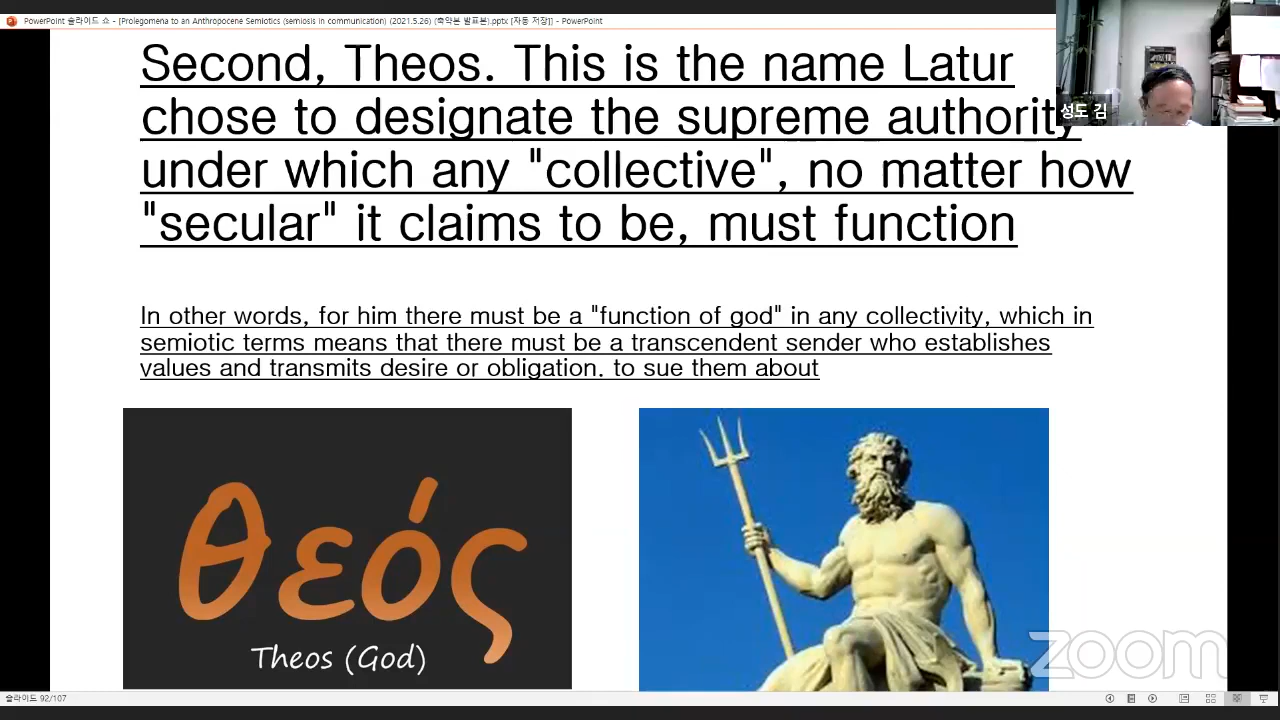 PowerPoint 슬라이드 쇼 - [Prolegomena to an Anthropocene Semiotics (semiosis in communication) (2021.5.26) (축약본 발표본).pptx [자동 저장]] - PowerPoint
Second, Theos. This is the name Latur
chose to designate the supreme authority
under which any "collective", no matter how
"secular" it claims to be, must function
성도 김
In other words, for him there must be a "function of god" in any collectivity, which in
semiotic terms means that there must be a transcendent sender who establishes
values and transmits desire or obligation. to sue them about
θεός
Theos (God)
zoom
슬라이드 92/107